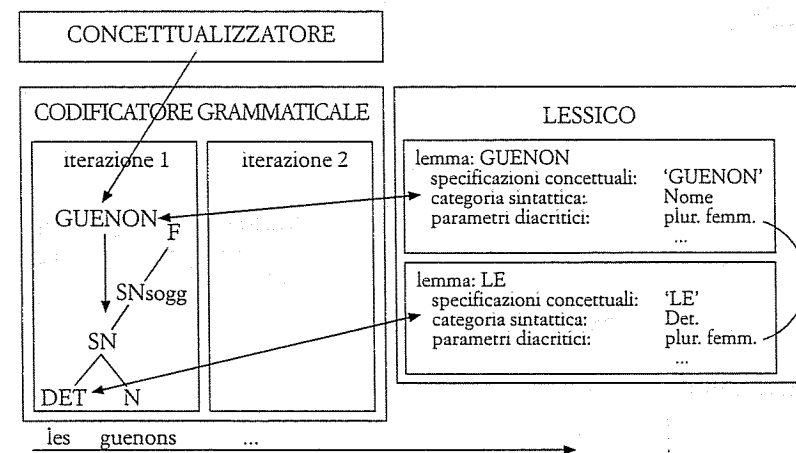 CONCETTUALIZZATORE
CODIFICATORE GRAMMATICALE
iterazione 1
iterazione 2
GUENON
F
SNsogg
SN
DET N
LESSICO
lemma: GUENON
specificazioni concettuali: ‘GUENON’
categoria sintattica: Nome
parametri diacritici: plur. femm.
...
lemma: LE
specificazioni concettuali: ‘LE’
categoria sintattica: Det.
parametri diacritici: plur. femm.
...
les guenons ...